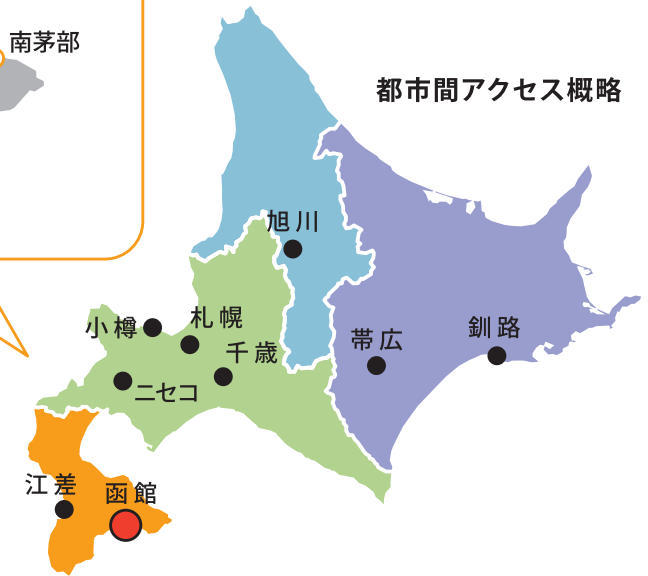 南茅部
都市間アクセス概略
旭川
札幌
小樽
釧路
帯広
千歳
ニセコ
江差
函館